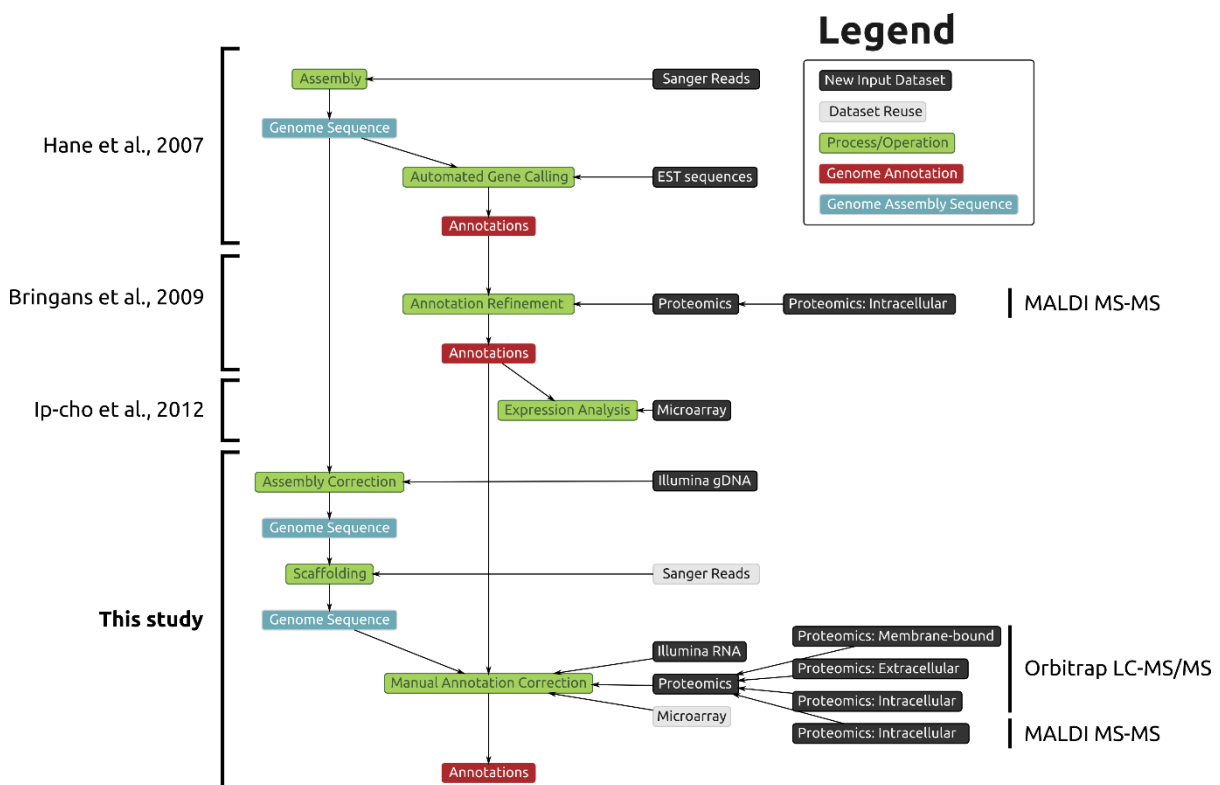 Legend
New Input Dataset
Dataset Reuse
Process/Operation
Genome Annotation
Genome Assembly Sequence
Hane et al., 2007
Assembly
Sanger Reads
Genome Sequence
Automated Gene Calling
EST sequences
Annotations
Bringans et al., 2009
Annotation Refinement
Proteomics
Proteomics: Intracellular
MALDI MS-MS
Annotations
Ip-cho et al., 2012
Expression Analysis
Microarray
This study
Assembly Correction
Illumina gDNA
Genome Sequence
Scaffolding
Sanger Reads
Genome Sequence
Illumina RNA
Manual Annotation Correction
Proteomics
Microarray
Proteomics: Membrane-bound
Proteomics: Extracellular
Proteomics: Intracellular
Orbitrap LC-MS/MS
Proteomics: Intracellular
MALDI MS-MS
Annotations